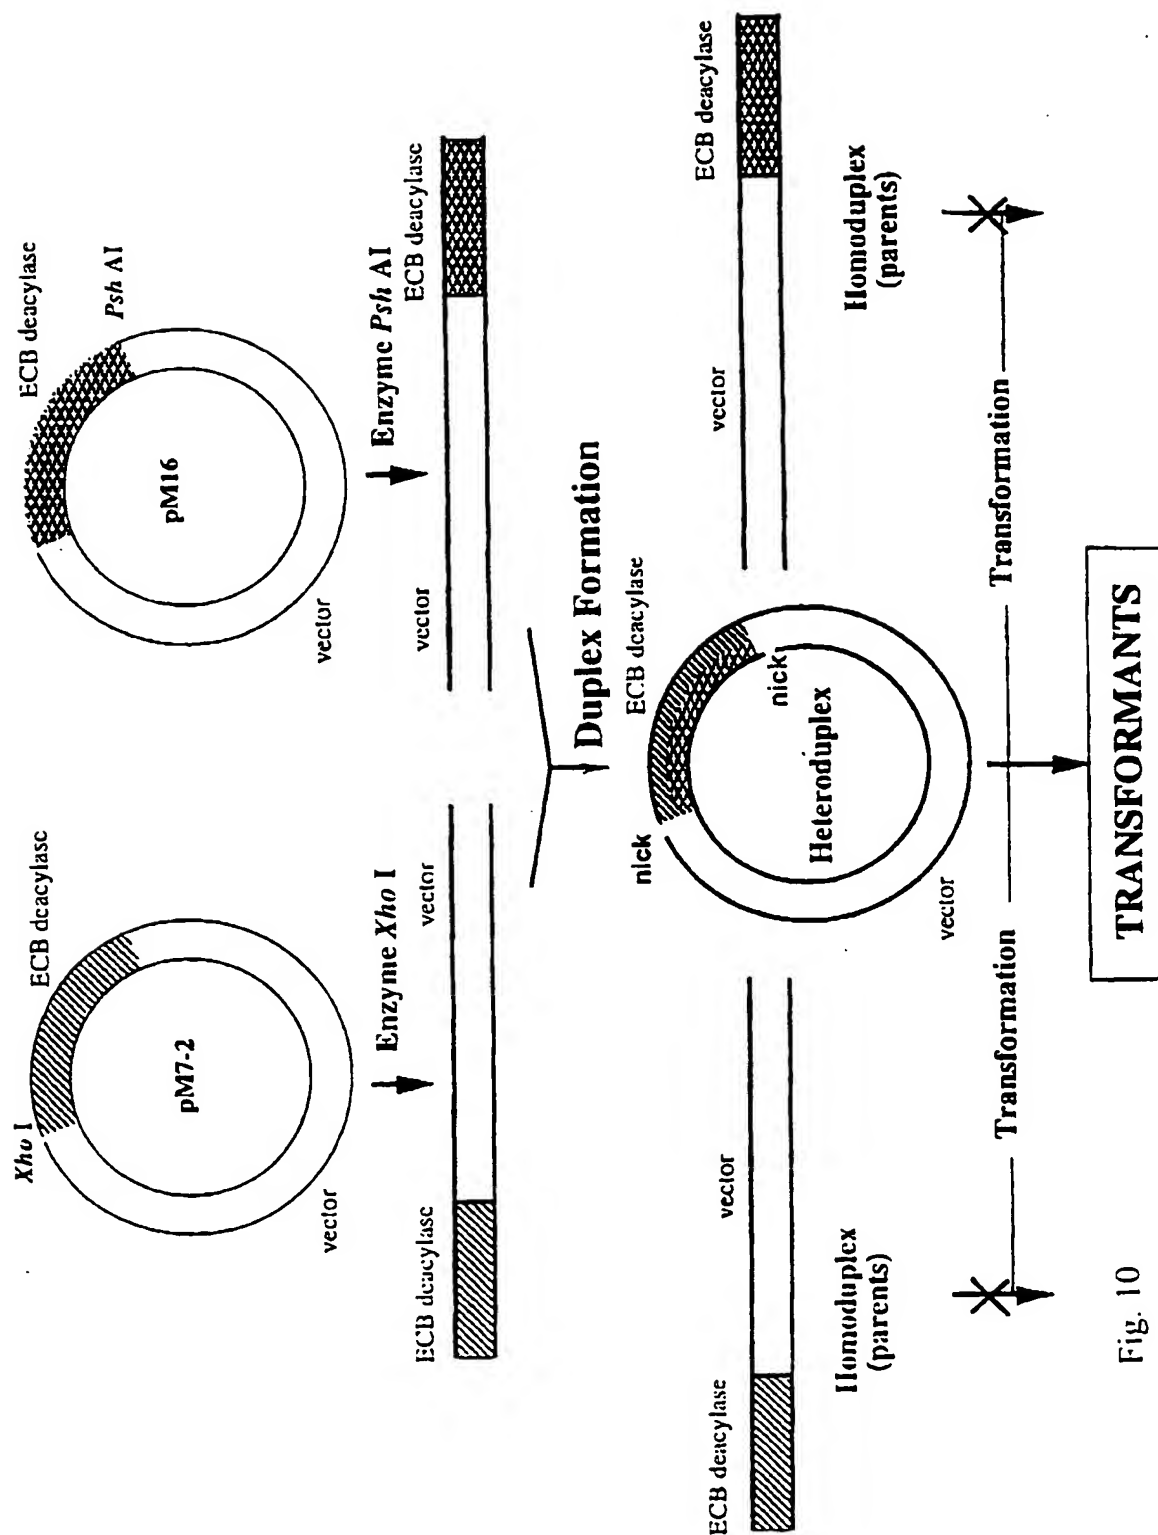 Xho I
ECB deacylase
pM7-2
vector
ECB deacylase
Psh AI
pM16
vector
Enzyme Xho I
Enzyme Psh AI
ECB deacylase
vector
vector
ECB deacylase
Duplex Formation
ECB deacylase
vector
nick
ECB deacylase
nick
Heteroduplex
vector
vector
ECB deacylase
Homoduplex
(parents)
Homoduplex
(parents)
Transformation
Transformation
TRANSFORMANTS
Fig. 10